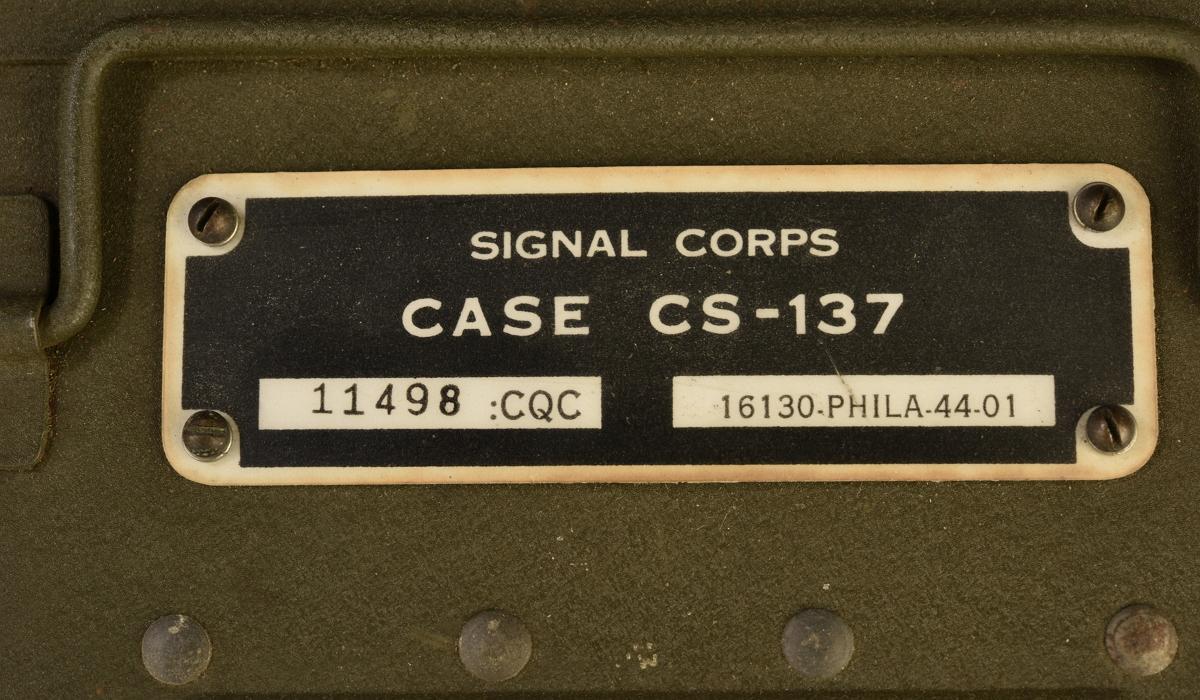 SIGNAL CORPS
CASE CS-137
11498 :CQC
16130-PHILA-44-01